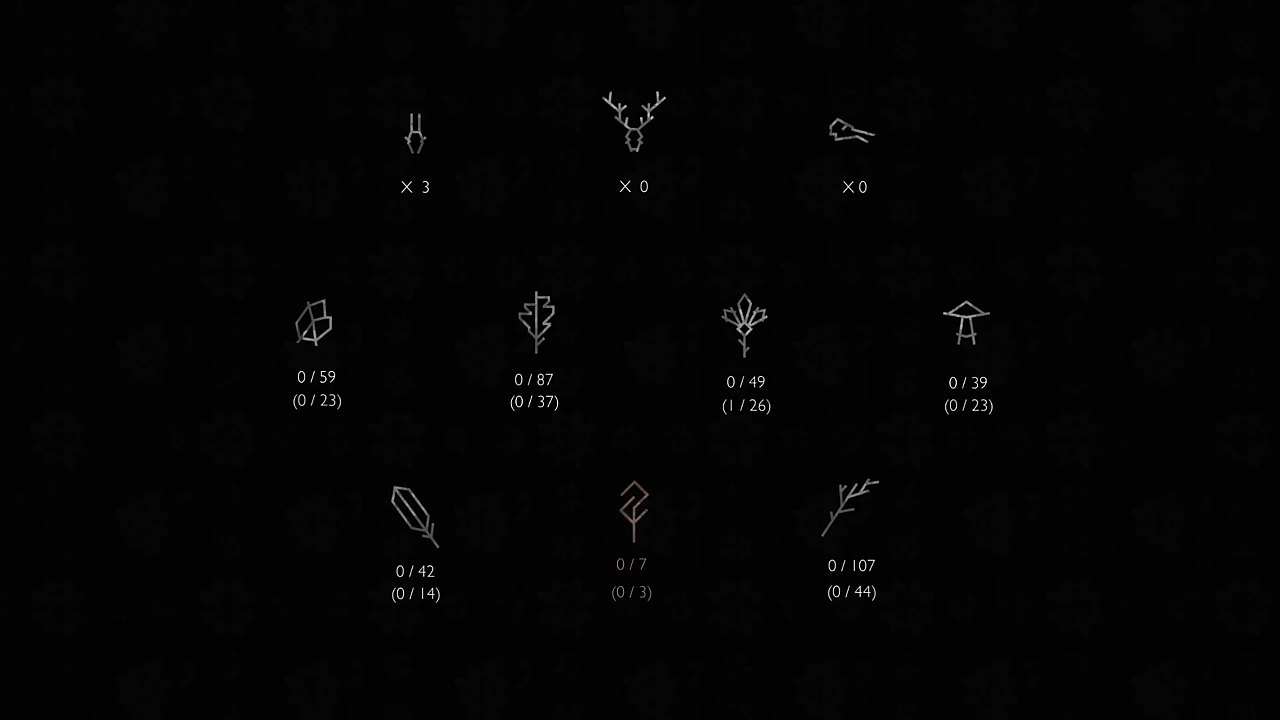 X 3
X 0
X 0
0 / 59
(0 / 23)
0 / 87
(0 / 37)
0 / 49
(1 / 26)
0 / 39
(0 / 23)
0 / 42
(0 / 14)
0 / 7
(0 / 3)
0 / 107
(0 / 44)